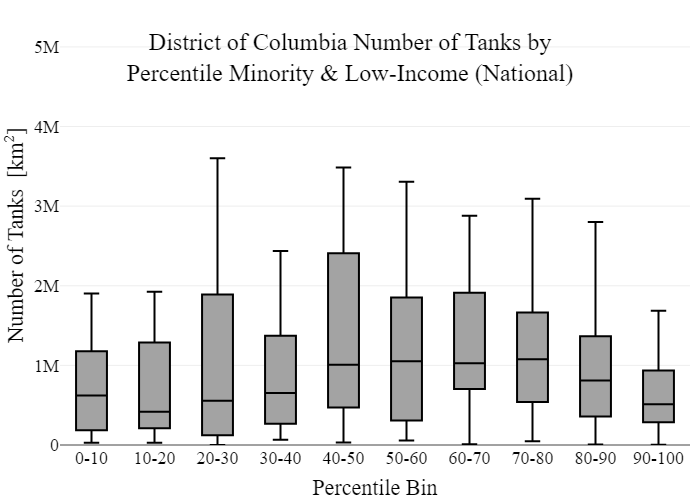 District of Columbia Number of Tanks by
Percentile Minority & Low-Income (National)
Number of Tanks [km²]
5M
4M
3M
2M
1M
0
0-10 10-20 20-30 30-40 40-50 50-60 60-70 70-80 80-90 90-100
Percentile Bin